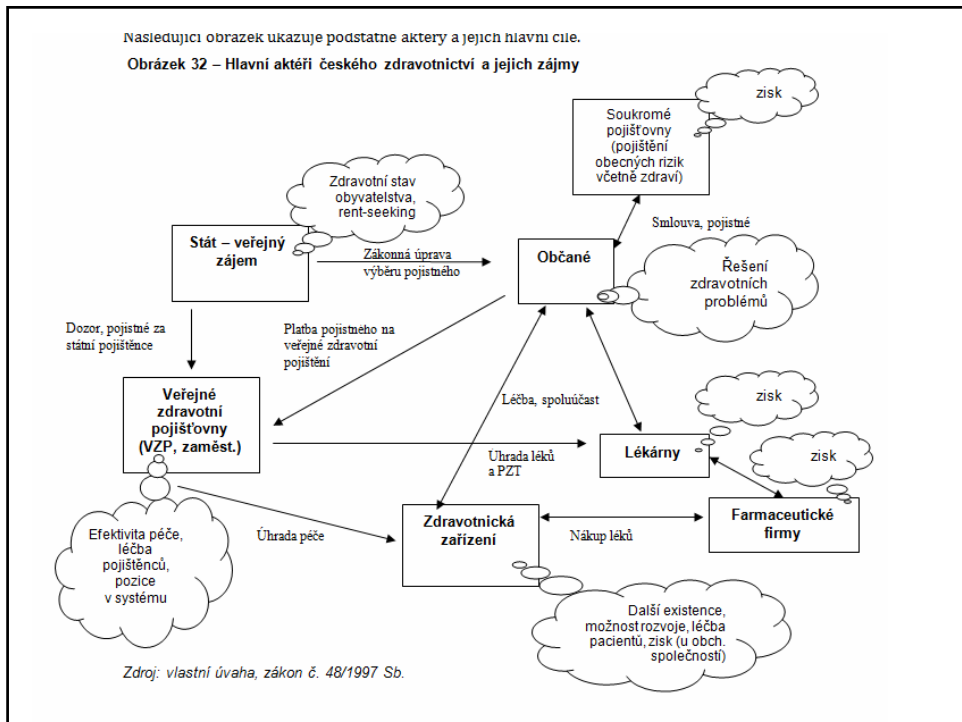 Následující obrázek ukazuje podstatné aktéry a jejich hlavní cíle.
Obrázek 32 – Hlavní aktéři českého zdravotnictví a jejich zájmy
zisk
Soukromé
pojišťovny
(pojištění
obecných rizik
včetně zdraví)
Zdravotní stav
obyvatelstva,
rent-seeking
Smlouva, pojistné
Stát – veřejný
zájem
Zákonná úprava
výběru pojistného
Občané
Řešení
zdravotních
problémů
Dozor, pojistné za
státní pojištěnce
Platba pojistného na
veřejné zdravotní
pojištění
Veřejné
zdravotní
pojišťovny
(VZP, zaměst.)
Léčba, spoluúčast
zisk
Úhrada léků
a PZT
Lékárny
zisk
Efektivita péče,
léčba
pojištěnců,
pozice
v systému
Úhrada péče
Zdravotnická
zařízení
Nákup léků
Farmaceutické
firmy
Další existence,
možnost rozvoje, léčba
pacientů, zisk (u obch.
společností)
Zdroj: vlastní úvaha, zákon č. 48/1997 Sb.